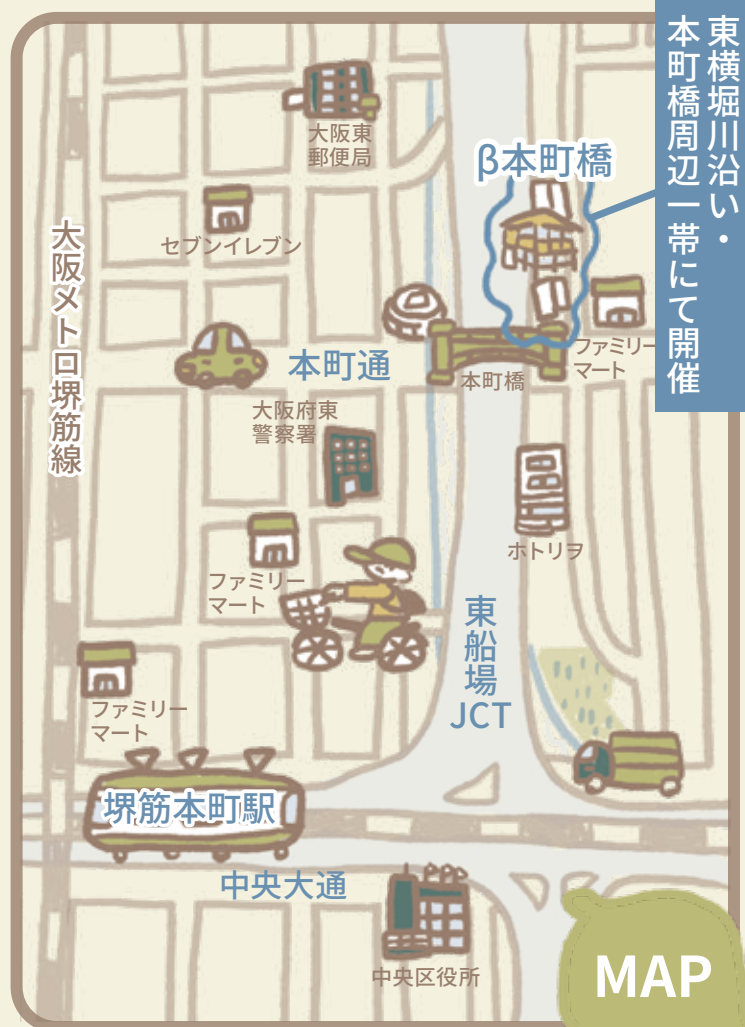 東横堀川沿い・
本町橋周辺一帯にて開催
大阪東
郵便局
β本町橋
セブンイレブン
大阪メトロ堺筋線
ファミリー
マート
本町通
本町橋
大阪府東
警察署
ホトリヲ
ファミリー
マート
東船場
JCT
ファミリー
マート
堺筋本町駅
中央大通
中央区役所
MAP